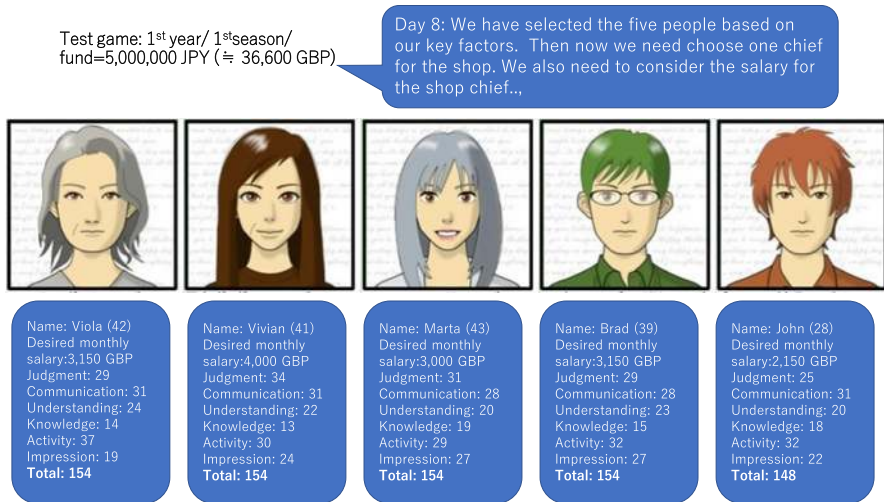 Test game: 1st year/ 1stseason/
fund=5,000,000 JPY (≒ 36,600 GBP)
Day 8: We have selected the five people based on
our key factors.  Then now we need choose one chief
for the shop. We also need to consider the salary for
the shop chief..,
Name: Viola (42)
Desired monthly
salary:3,150 GBP
Judgment: 29
Communication: 31
Understanding: 24
Knowledge: 14
Activity: 37
Impression: 19
Total: 154
Name: Vivian (41)
Desired monthly
salary:4,000 GBP
Judgment: 34
Communication: 31
Understanding: 22
Knowledge: 13
Activity: 30
Impression: 24
Total: 154
Name: Marta (43)
Desired monthly
salary:3,000 GBP
Judgment: 31
Communication: 28
Understanding: 20
Knowledge: 19
Activity: 29
Impression: 27
Total: 154
Name: Brad (39)
Desired monthly
salary:3,150 GBP
Judgment: 29
Communication: 28
Understanding: 23
Knowledge: 15
Activity: 32
Impression: 27
Total: 154
Name: John (28)
Desired monthly
salary:2,150 GBP
Judgment: 25
Communication: 31
Understanding: 20
Knowledge: 18
Activity: 32
Impression: 22
Total: 148